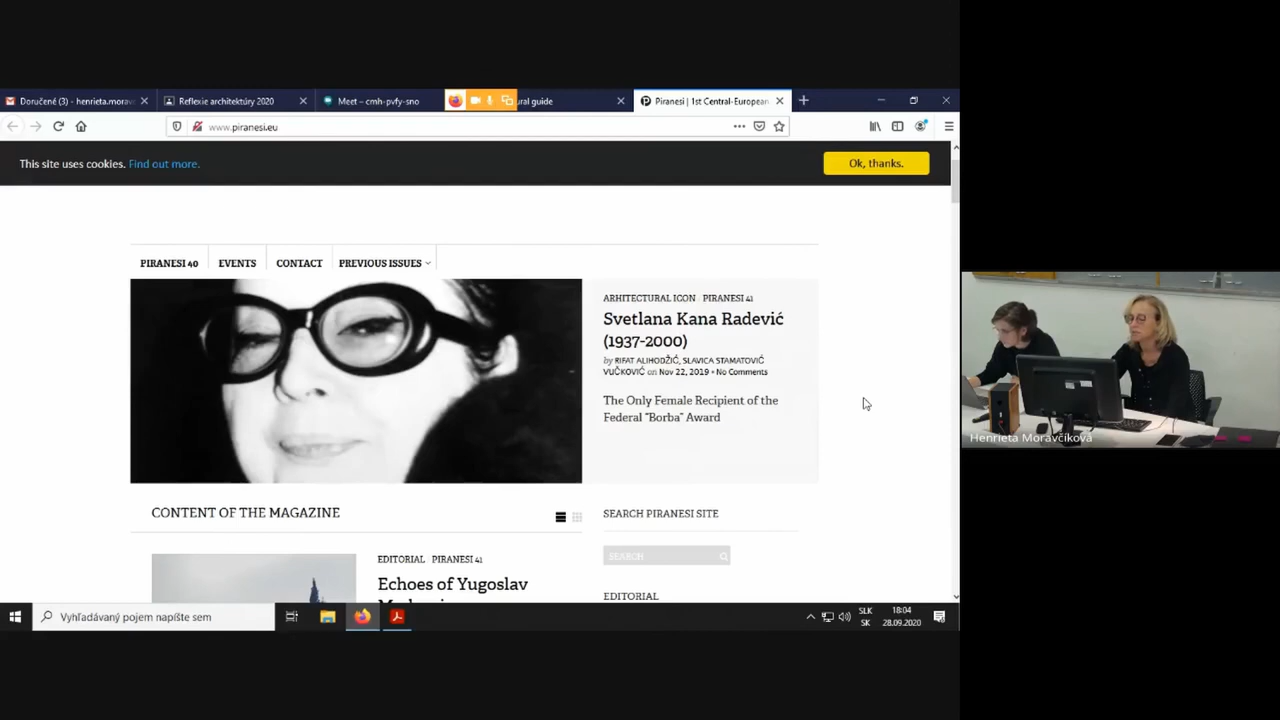 Doručené (3) - henrieta.morav
Reflexie architektúry 2020
Meet – cmh-pvfy-sno
ural guide
Piranesi | 1st Central-European
www.piranesi.eu
This site uses cookies. Find out more.
Ok, thanks.
PIRANESI 40
EVENTS
CONTACT
PREVIOUS ISSUES
ARHITECTURAL ICON PIRANESI 41
Svetlana Kana Radević
(1937-2000)
by RIFAT ALIHODŽIĆ, SLAVICA STAMATOVIĆ
VUČKOVIĆ on Nov 22, 2019 • No Comments
The Only Female Recipient of the
Federal “Borba” Award
CONTENT OF THE MAGAZINE
SEARCH PIRANESI SITE
SEARCH
EDITORIAL PIRANESI 41
Echoes of Yugoslav
EDITORIAL
Vyhľadávaný pojem napíšte sem
SLK
SK
18:04
28.09.2020
Henrieta Moravčíková